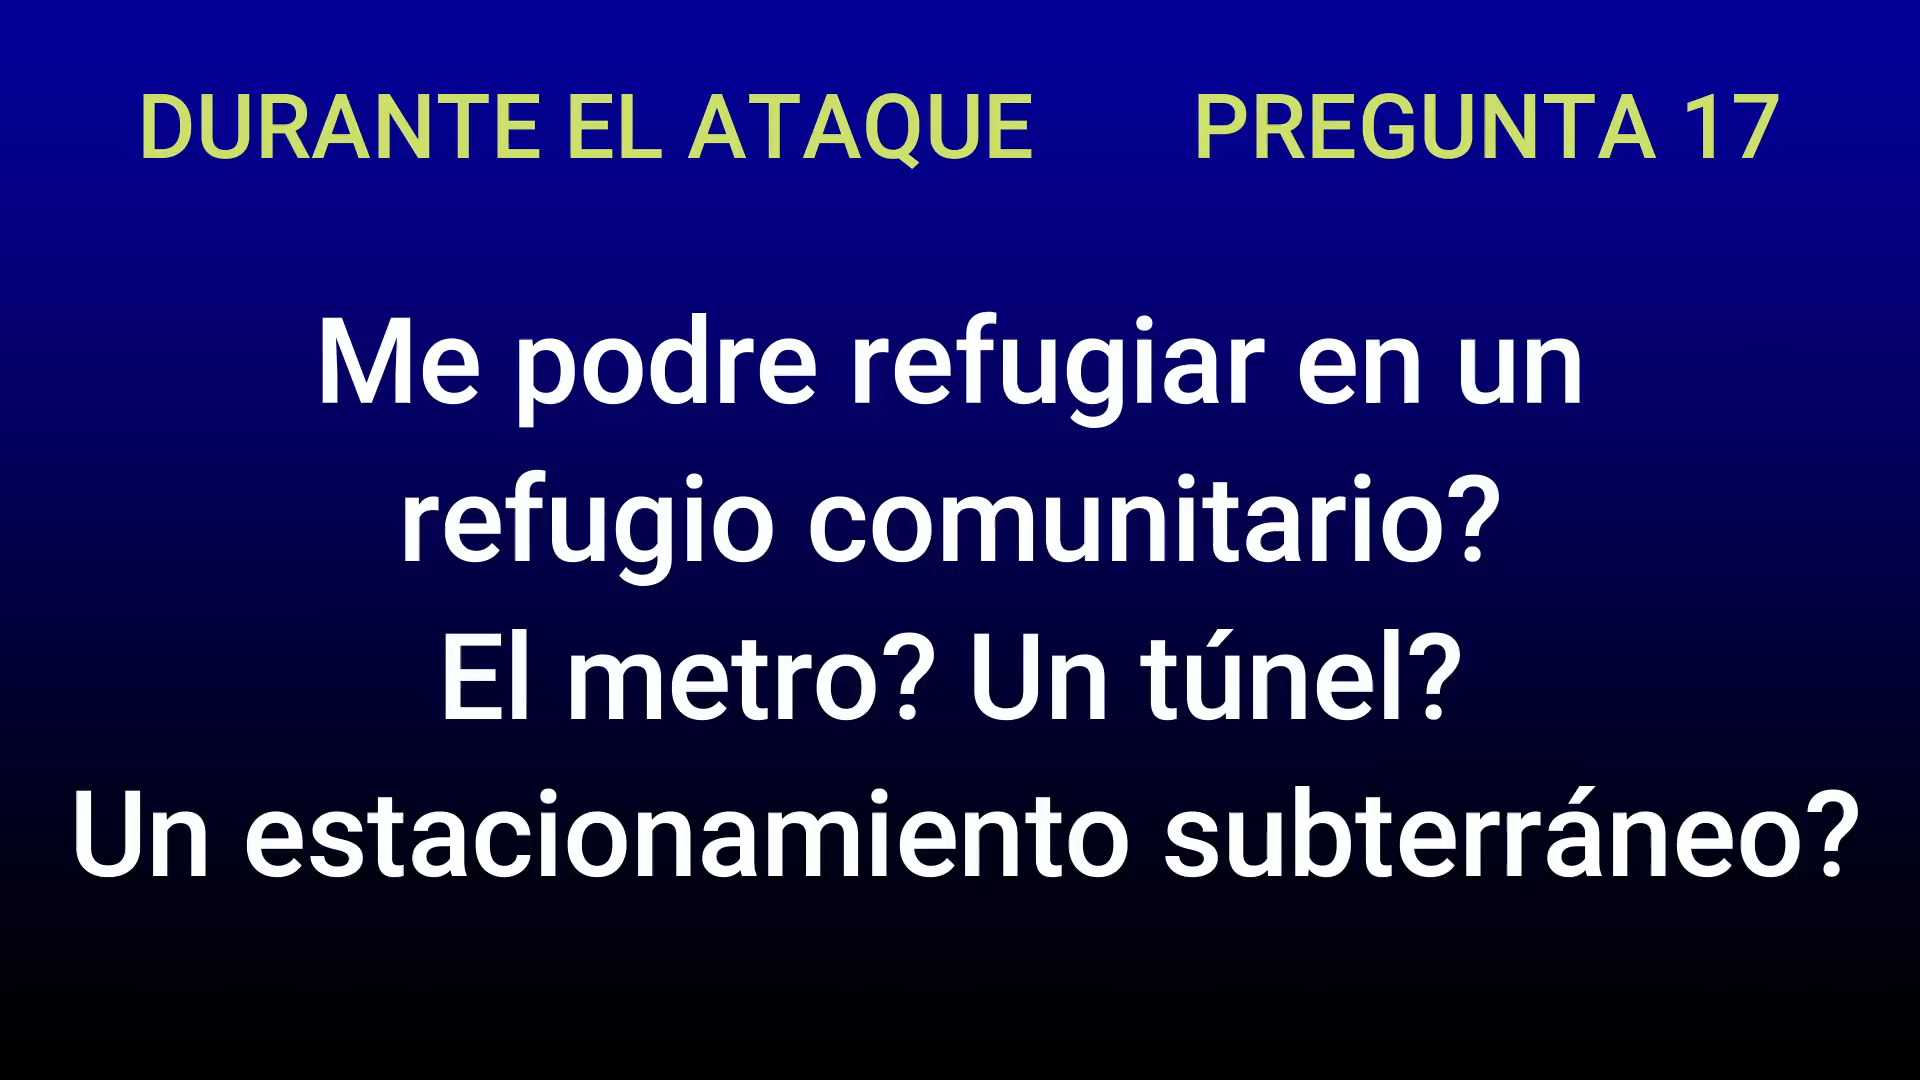 DURANTE EL ATAQUE PREGUNTA 17
Me podre refugiar en un
refugio comunitario?
El metro? Un túnel?
Un estacionamiento subterráneo?